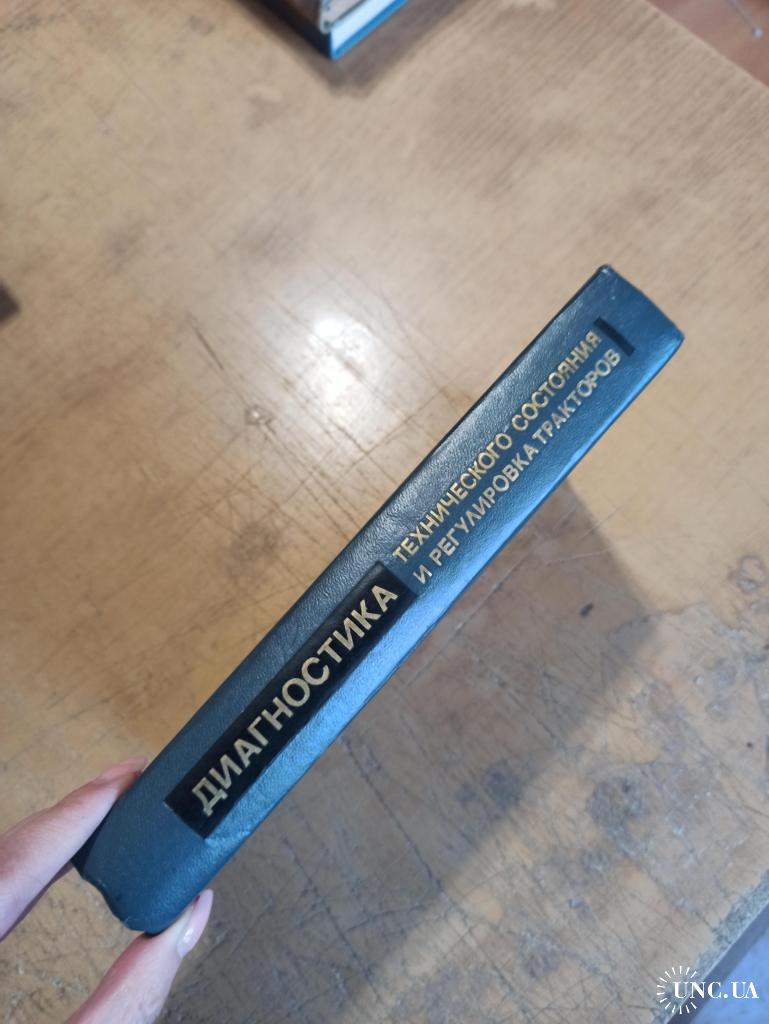 ДИАГНОСТИКА
ТЕХНИЧЕСКОГО СОСТОЯНИЯ
И РЕГУЛИРОВКА ТРАКТОРОВ
UNC.UA